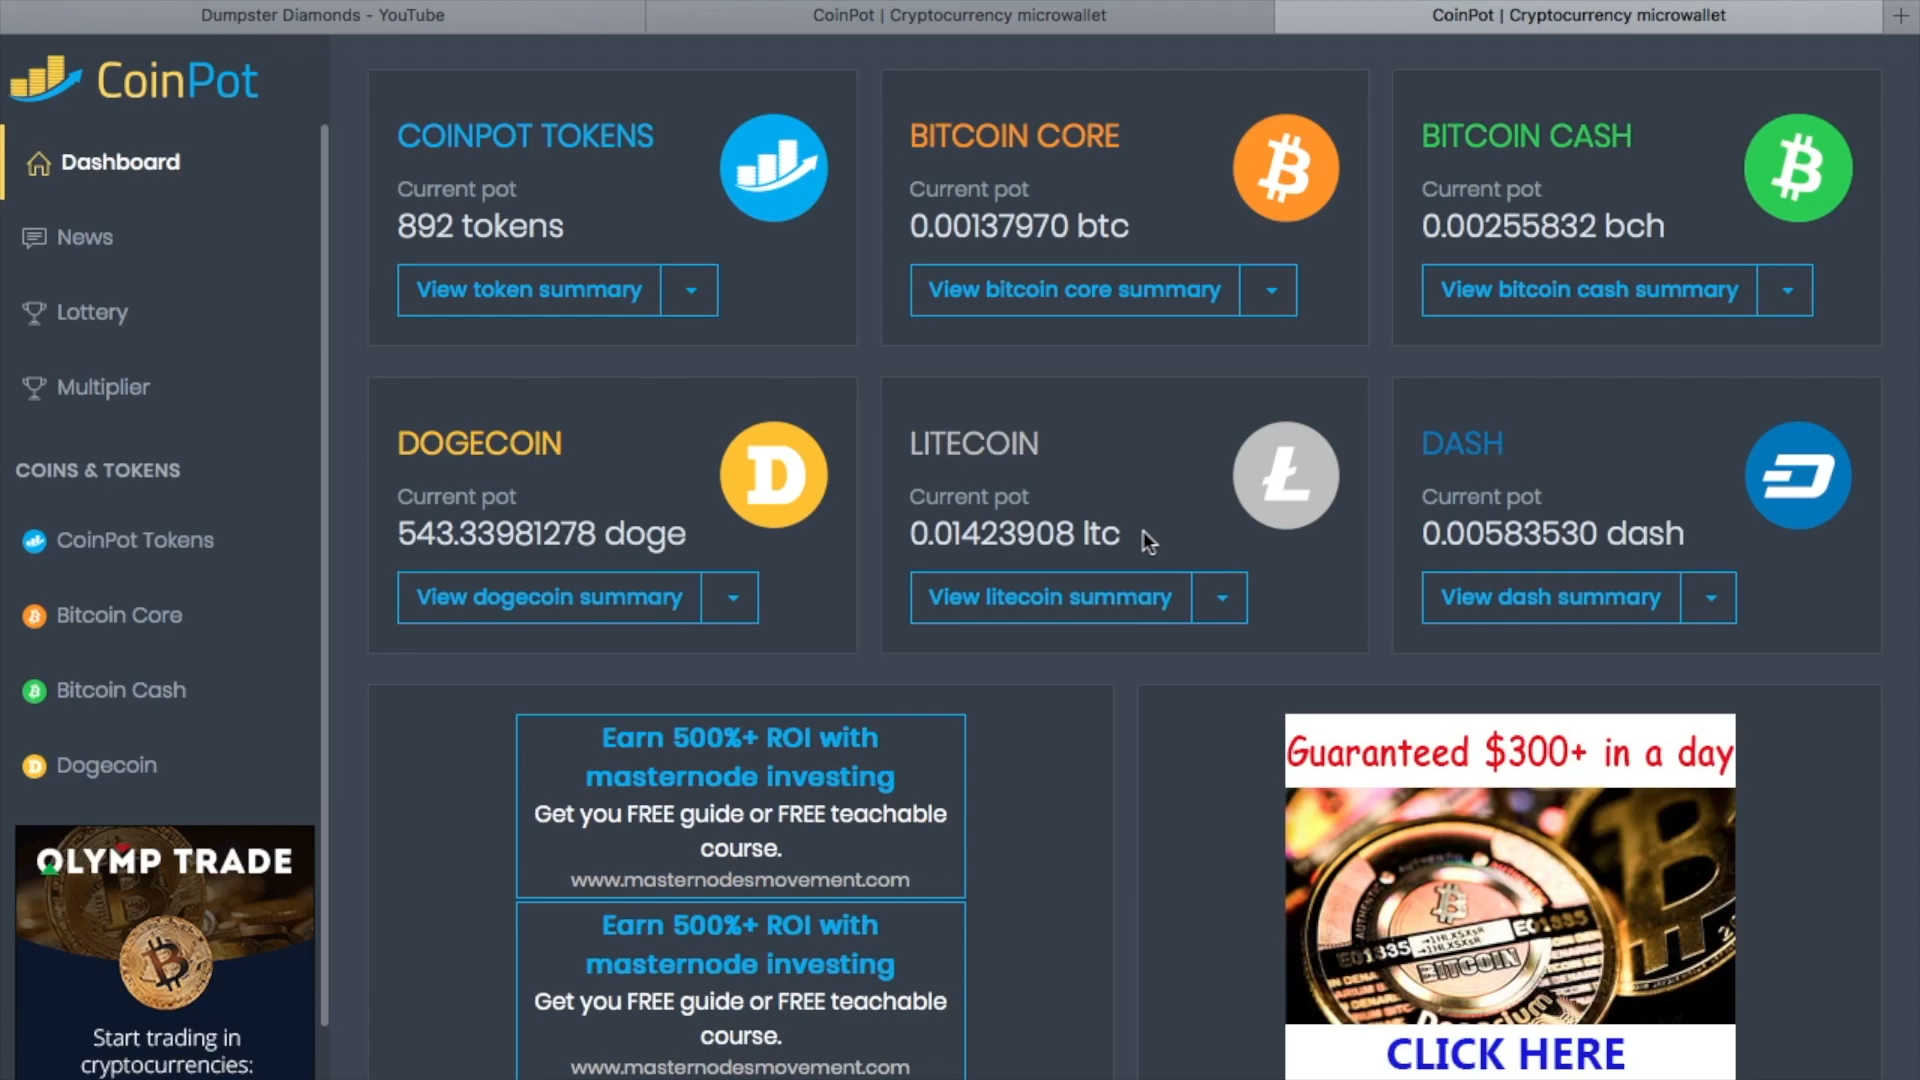 Dumpster Diamonds - YouTube
CoinPot | Cryptocurrency microwallet
CoinPot | Cryptocurrency microwallet
CoinPot
Dashboard
News
Lottery
Multiplier
COINS & TOKENS
CoinPot Tokens
Bitcoin Core
Bitcoin Cash
Dogecoin
OLYMP TRADE
Start trading in
cryptocurrencies:
COINPOT TOKENS
Current pot
892 tokens
View token summary
BITCOIN CORE
Current pot
0.00137970 btc
View bitcoin core summary
BITCOIN CASH
Current pot
0.00255832 bch
View bitcoin cash summary
DOGECOIN
Current pot
543.33981278 doge
View dogecoin summary
LITECOIN
Current pot
0.01423908 ltc
View litecoin summary
DASH
Current pot
0.00583530 dash
View dash summary
Earn 500%+ ROI with
masternode investing
Get you FREE guide or FREE teachable
course.
www.masternodesmovement.com
Earn 500%+ ROI with
masternode investing
Get you FREE guide or FREE teachable
course.
www.masternodesmovement.com
Guaranteed $300+ in a day
BITCOIN
CLICK HERE